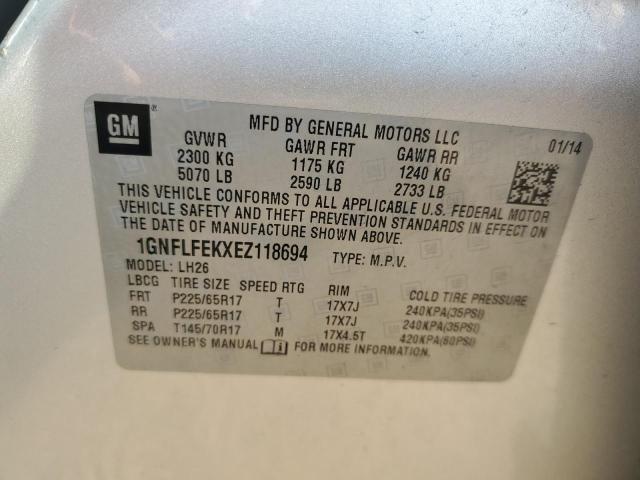 GM ®
MFD BY GENERAL MOTORS LLC 01/14
GVWR GAWR FRT GAWR RR
2300 KG 1175 KG 1240 KG
5070 LB 2590 LB 2733 LB
THIS VEHICLE CONFORMS TO ALL APPLICABLE U.S. FEDERAL MOTOR
VEHICLE SAFETY AND THEFT PREVENTION STANDARDS IN EFFECT ON
THE DATE OF MANUFACTURE SHOWN ABOVE.
1GNFLFEKXEZ118694 TYPE: M.P.V.
MODEL: LH26
LBCG TIRE SIZE SPEED RTG RIM COLD TIRE PRESSURE
FRT P225/65R17 T 17X7J 240KPA(35PSI)
RR P225/65R17 T 17X7J 240KPA(35PSI)
SPA T145/70R17 M 17X4.5T 420KPA(60PSI)
SEE OWNER'S MANUAL FOR MORE INFORMATION.